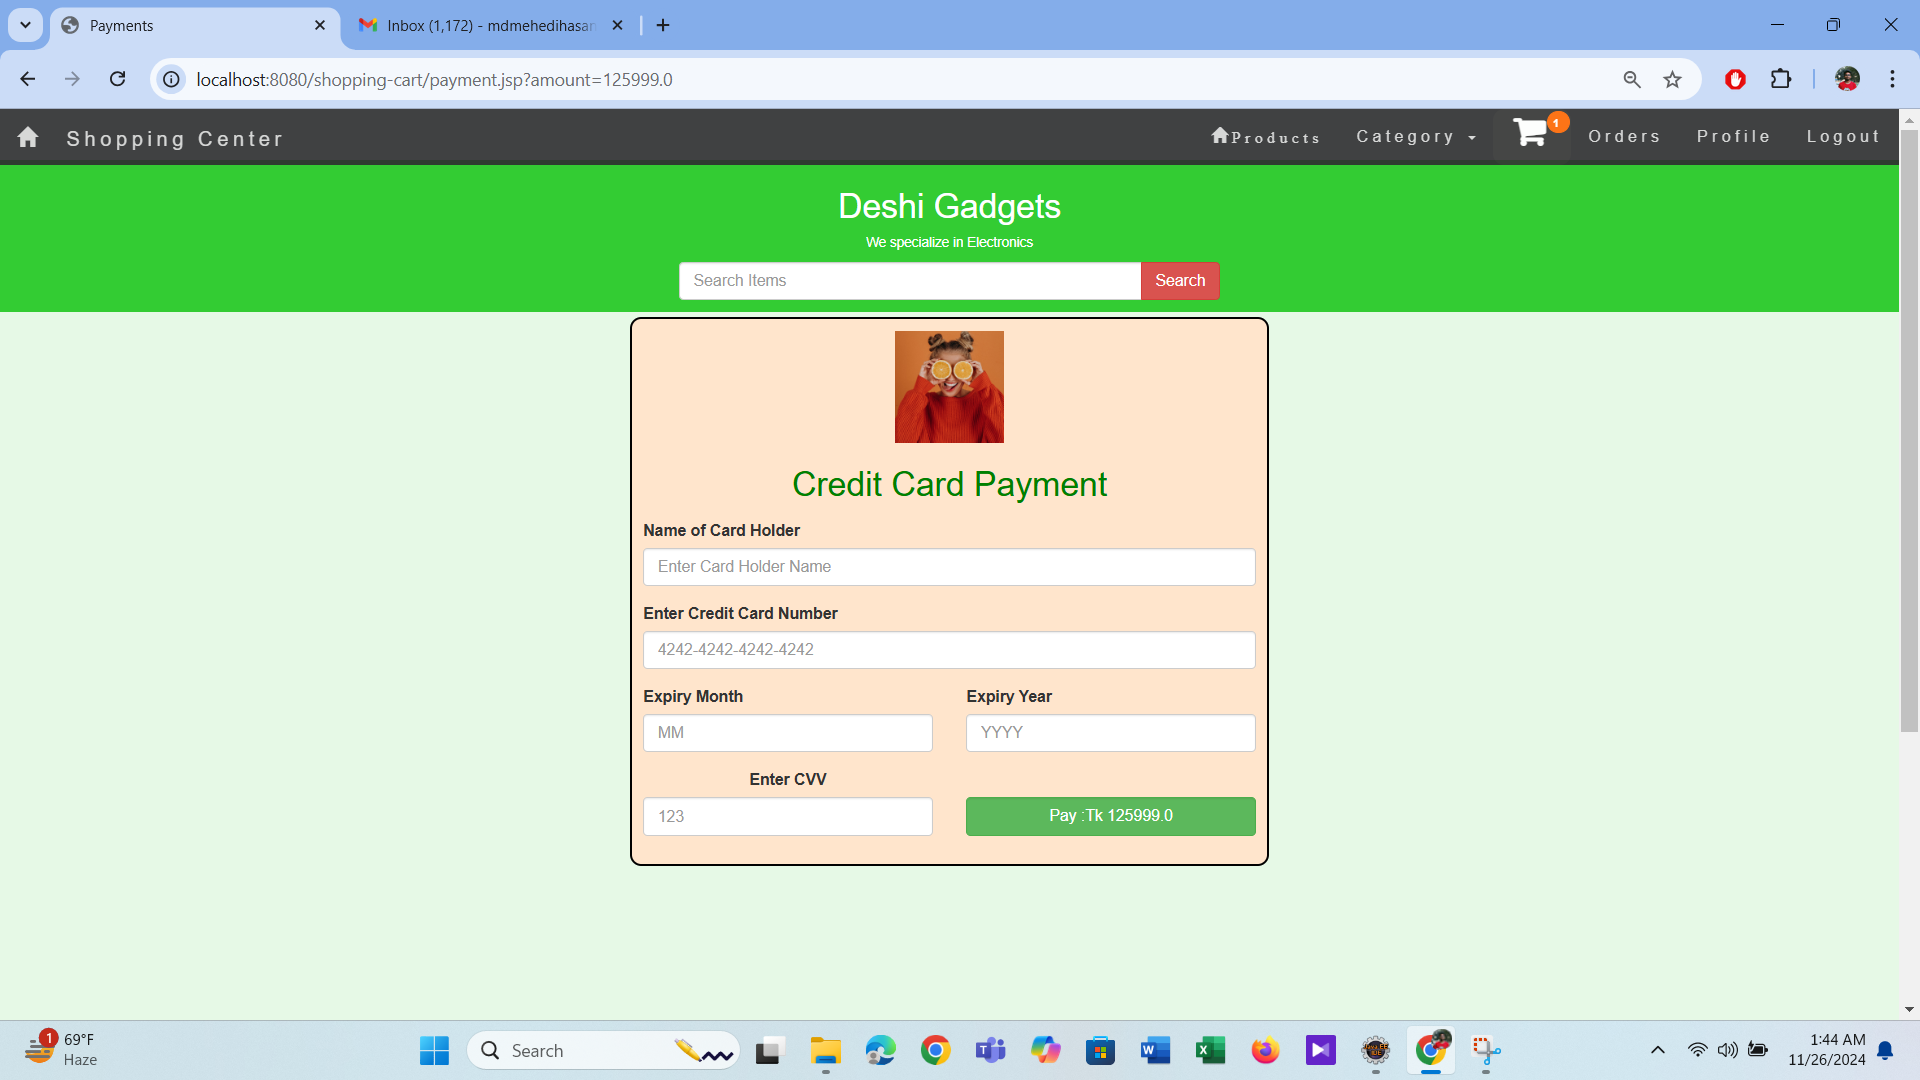 Payments
Inbox (1,172) - mdmehedihasan
localhost:8080/shopping-cart/payment.jsp?amount=125999.0
Shopping Center
Products
Category
1
Orders
Profile
Logout
Deshi Gadgets
We specialize in Electronics
Search Items
Search
Credit Card Payment
Name of Card Holder
Enter Card Holder Name
Enter Credit Card Number
4242-4242-4242-4242
Expiry Month
Expiry Year
MM
YYYY
Enter CVV
123
Pay :Tk 125999.0
1
69°F
Haze
Search
1:44 AM
11/26/2024